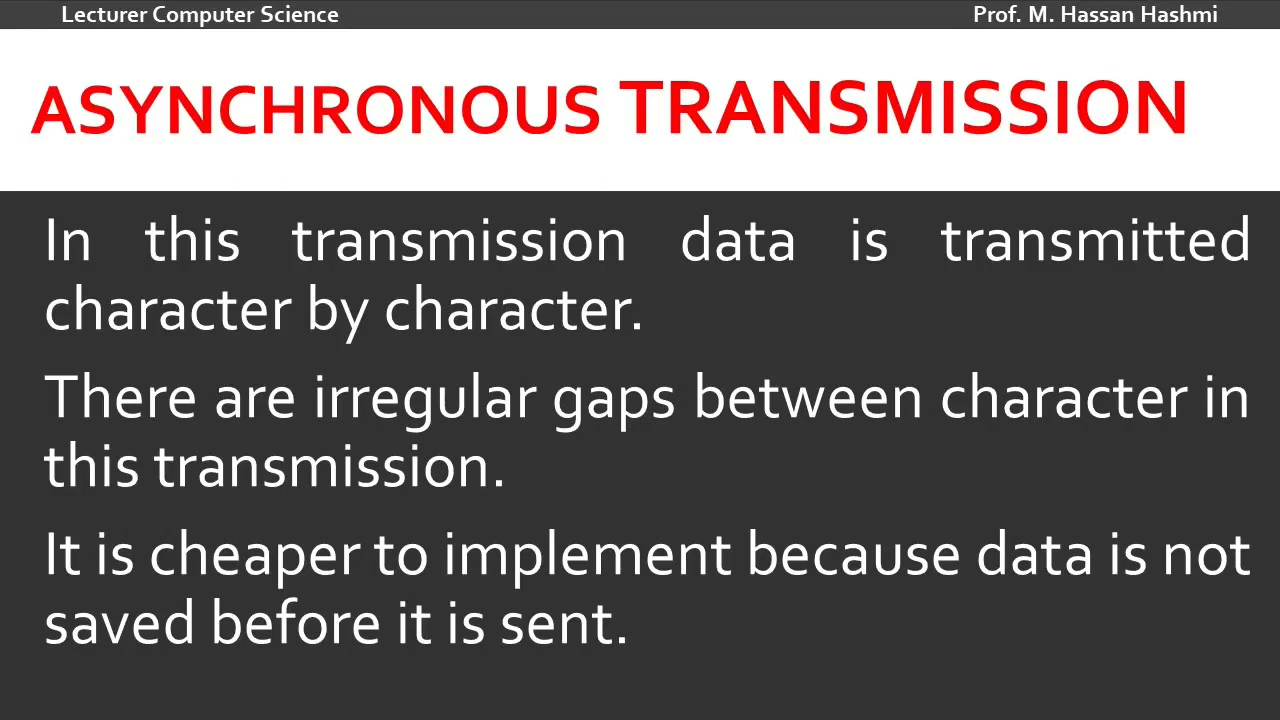 Lecturer Computer Science Prof. M. Hassan Hashmi
ASYNCHRONOUS TRANSMISSION
In this transmission data is transmitted
character by character.
There are irregular gaps between character in
this transmission.
It is cheaper to implement because data is not
saved before it is sent.